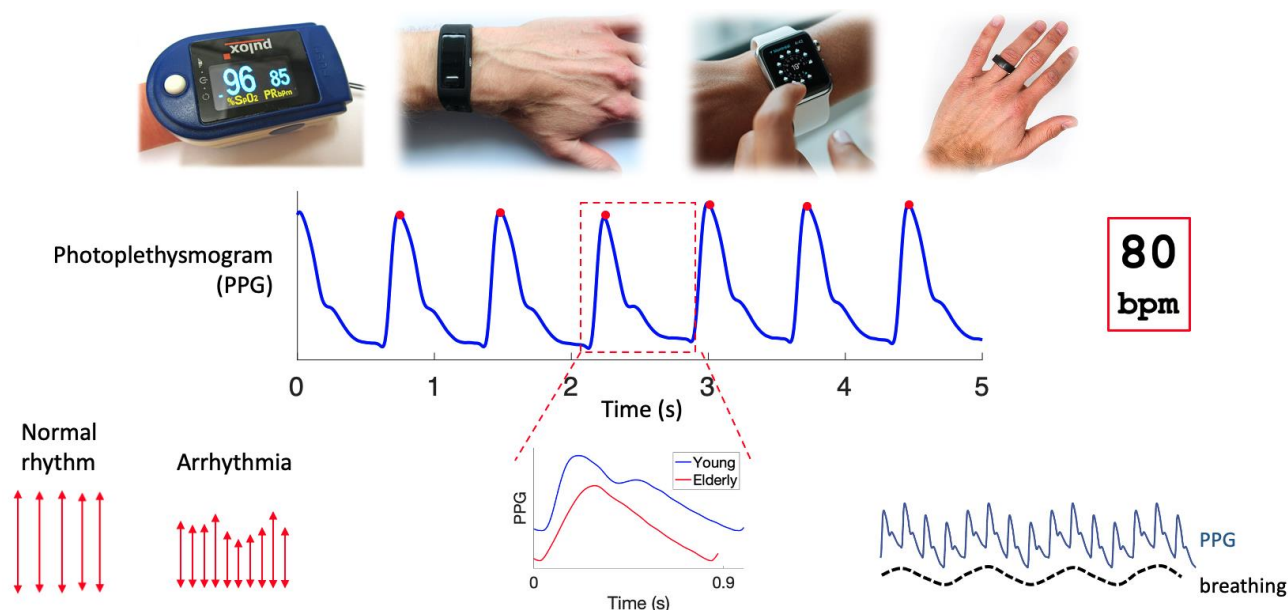 pulox
96 85
%SpO2 PRbpm
Photoplethysmogram
(PPG)
80
bpm
0 1 2 3 4 5
Time (s)
Normal
rhythm
Arrhythmia
Young
Elderly
PPG
0 0.9
Time (s)
PPG
breathing